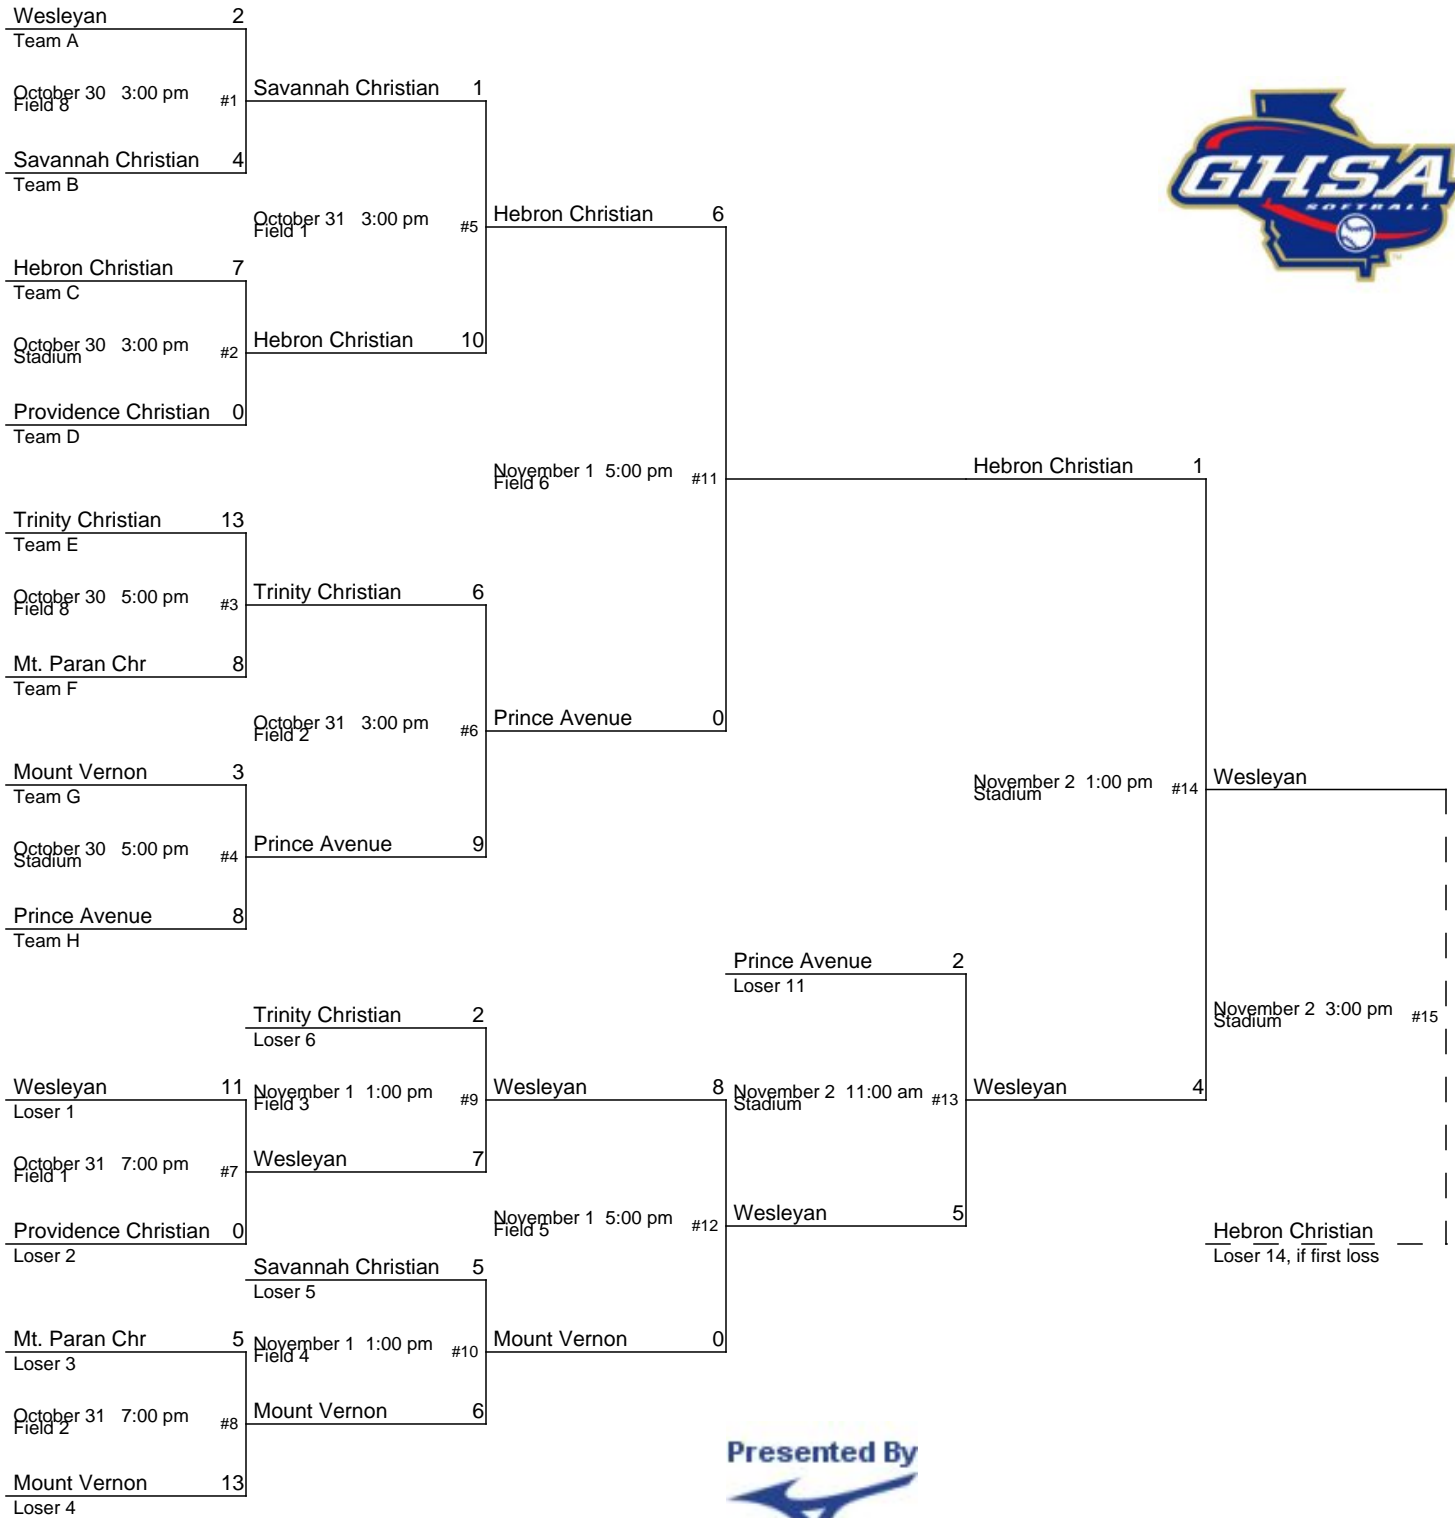 Wesleyan 2
Team A
October 30 3:00 pm
Field 8
#1
Savannah Christian 1
Savannah Christian 4
Team B
October 31 3:00 pm
Field 1
#5
Hebron Christian 6
Hebron Christian 7
Team C
October 30 3:00 pm
Stadium
#2
Hebron Christian 10
Providence Christian 0
Team D
GHSA
SOFTBALL
TM
November 1 5:00 pm
Field 6
#11
Hebron Christian 1
Trinity Christian 13
Team E
October 30 5:00 pm
Field 8
#3
Trinity Christian 6
Mt. Paran Chr 8
Team F
October 31 3:00 pm
Field 2
#6
Prince Avenue 0
Mount Vernon 3
Team G
October 30 5:00 pm
Stadium
#4
Prince Avenue 9
Prince Avenue 8
Team H
November 2 1:00 pm
Stadium
#14
Wesleyan
Prince Avenue 2
Loser 11
Trinity Christian 2
Loser 6
November 2 3:00 pm
Stadium
#15
Wesleyan 11
Loser 1
November 1 1:00 pm
Field 3
#9
Wesleyan 8
November 2 11:00 am
Stadium
#13
Wesleyan 4
October 31 7:00 pm
Field 1
#7
Wesleyan 7
Providence Christian 0
Loser 2
November 1 5:00 pm
Field 5
#12
Wesleyan 5
Hebron Christian
Loser 14, if first loss
Savannah Christian 5
Loser 5
Mt. Paran Chr 5
Loser 3
November 1 1:00 pm
Field 4
#10
Mount Vernon 0
October 31 7:00 pm
Field 2
#8
Mount Vernon 6
Mount Vernon 13
Loser 4
Presented By